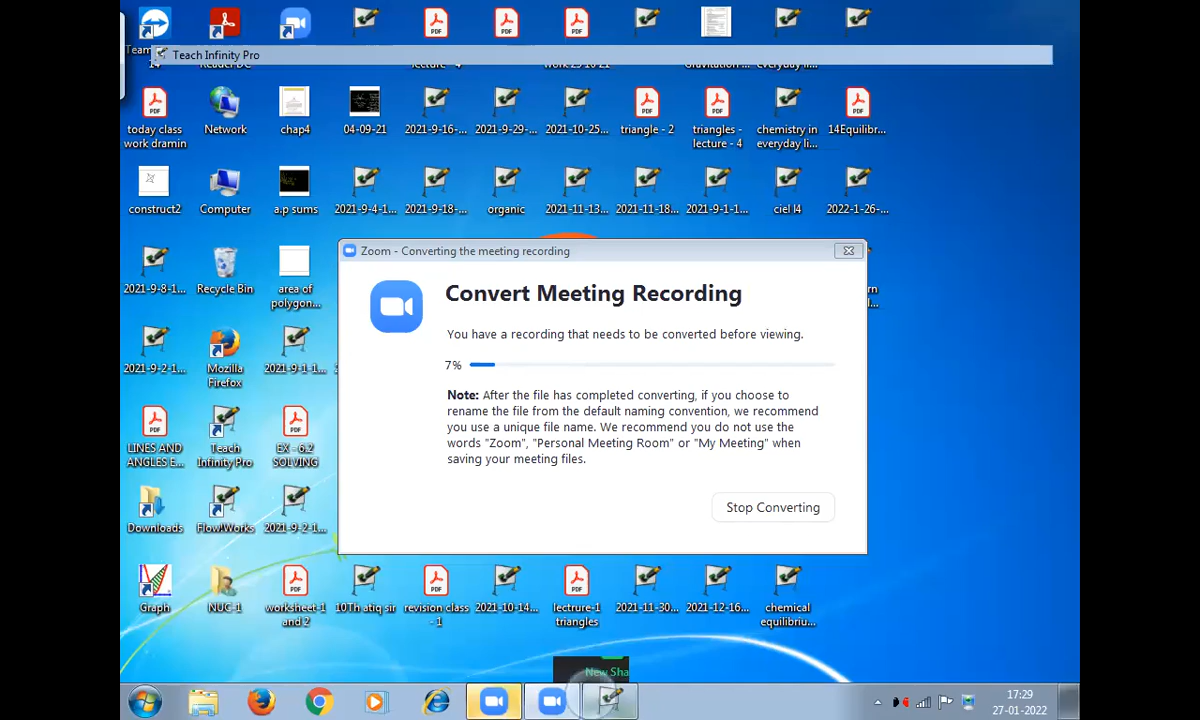 Teach Infinity Pro
today class
work dramin
Network
chap4
04-09-21
2021-9-16-...
2021-9-29-...
2021-10-25...
triangle - 2
triangles -
lecture - 4
chemistry in
everyday li...
14Equilibr...
construct2
Computer
a.p sums
2021-9-4-1...
2021-9-18-...
organic
2021-11-13...
2021-11-18...
2021-9-1-1...
ciel l4
2022-1-26-...
2021-9-8-1...
Recycle Bin
area of
polygon...
Zoom - Converting the meeting recording
Convert Meeting Recording
You have a recording that needs to be converted before viewing.
7%
Note: After the file has completed converting, if you choose to
rename the file from the default naming convention, we recommend
you use a unique file name. We recommend you do not use the
words "Zoom", "Personal Meeting Room" or "My Meeting" when
saving your meeting files.
Stop Converting
2021-9-2-1...
Mozilla
Firefox
2021-9-1-1...
LINES AND
ANGLES E...
Teach
Infinity Pro
EX - 6.2
SOLVING
Downloads
Flow!Works
2021-9-2-1...
Graph
NUC-1
worksheet-1
and 2
10Th atiq sir
revision class
- 1
2021-10-14...
lectrure-1
triangles
2021-11-30...
2021-12-16...
chemical
equilibriu...
New Sha
17:29
27-01-2022